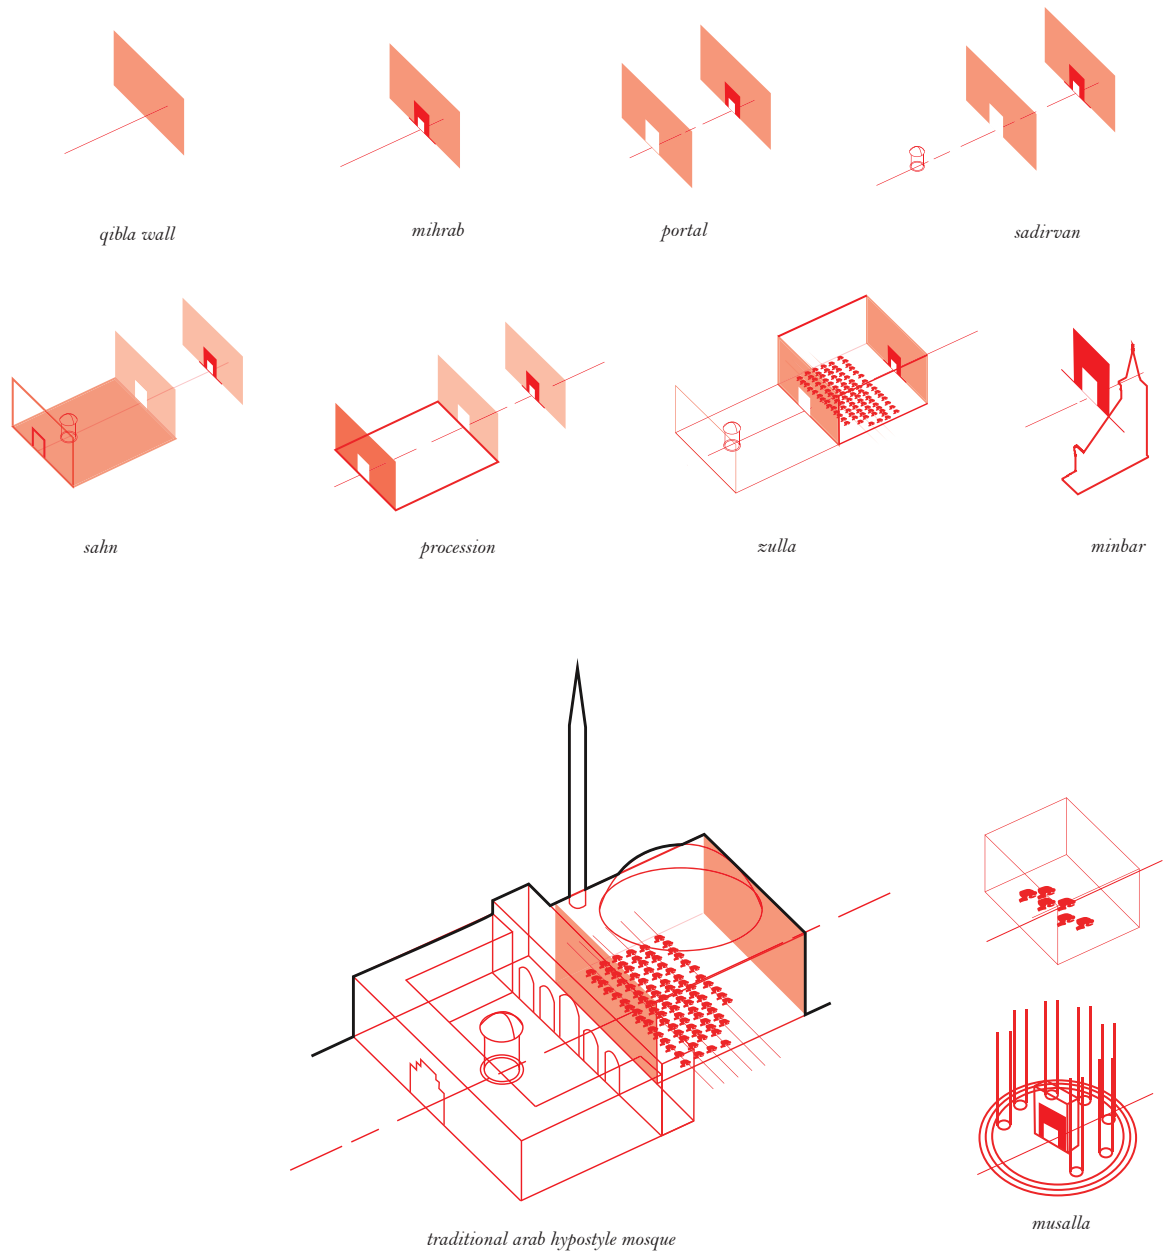 qibla wall
mihrab
portal
sadirvan
sahn
procession
zulla
minbar
traditional arab hypostyle mosque
musalla